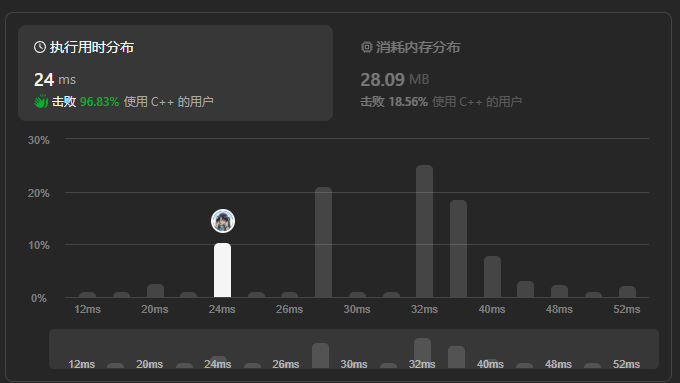 执行用时分布
24 ms
击败 96.83% 使用 C++ 的用户
消耗内存分布
28.09 MB
击败 18.56% 使用 C++ 的用户
30%
20%
10%
0%
12ms 20ms 24ms 26ms 30ms 32ms 40ms 48ms 52ms
12ms 20ms 24ms 26ms 30ms 32ms 40ms 48ms 52ms